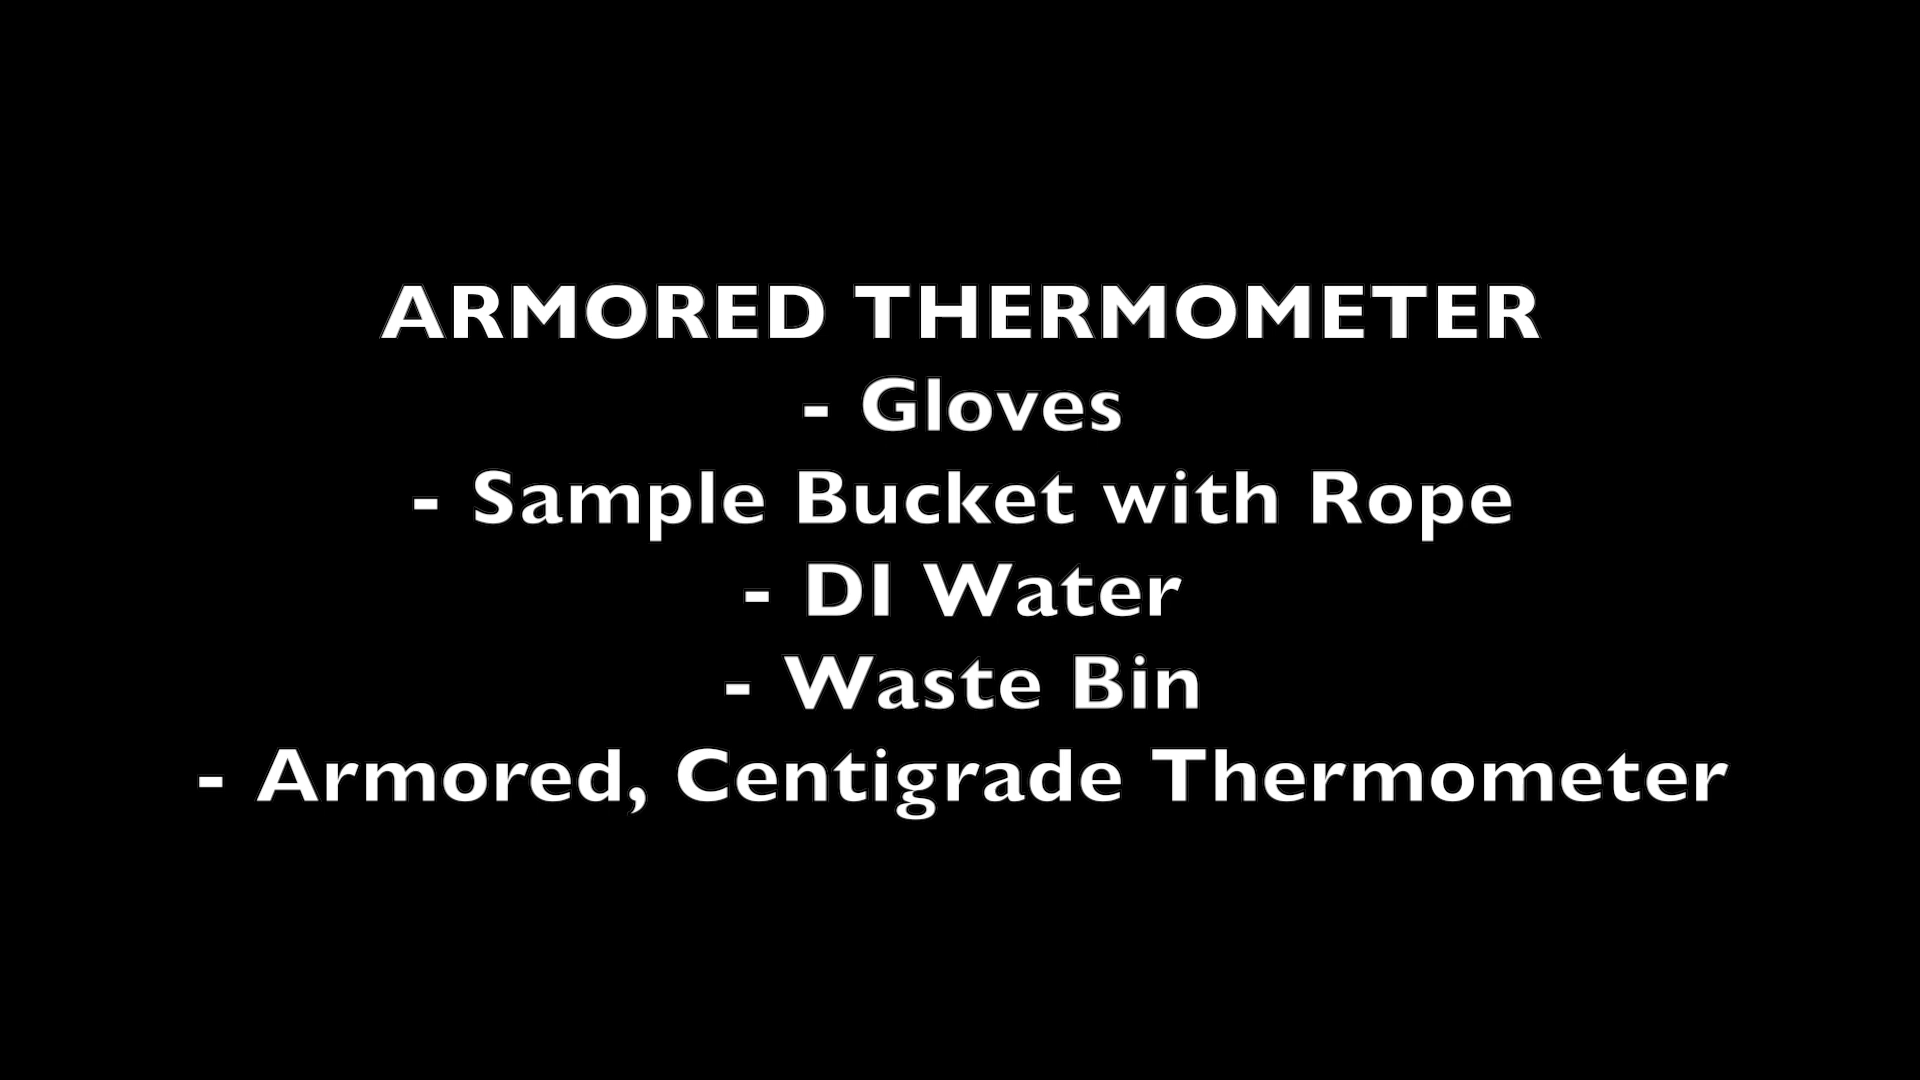 ARMORED THERMOMETER
- Gloves
- Sample Bucket with Rope
- DI Water
- Waste Bin
- Armored, Centigrade Thermometer